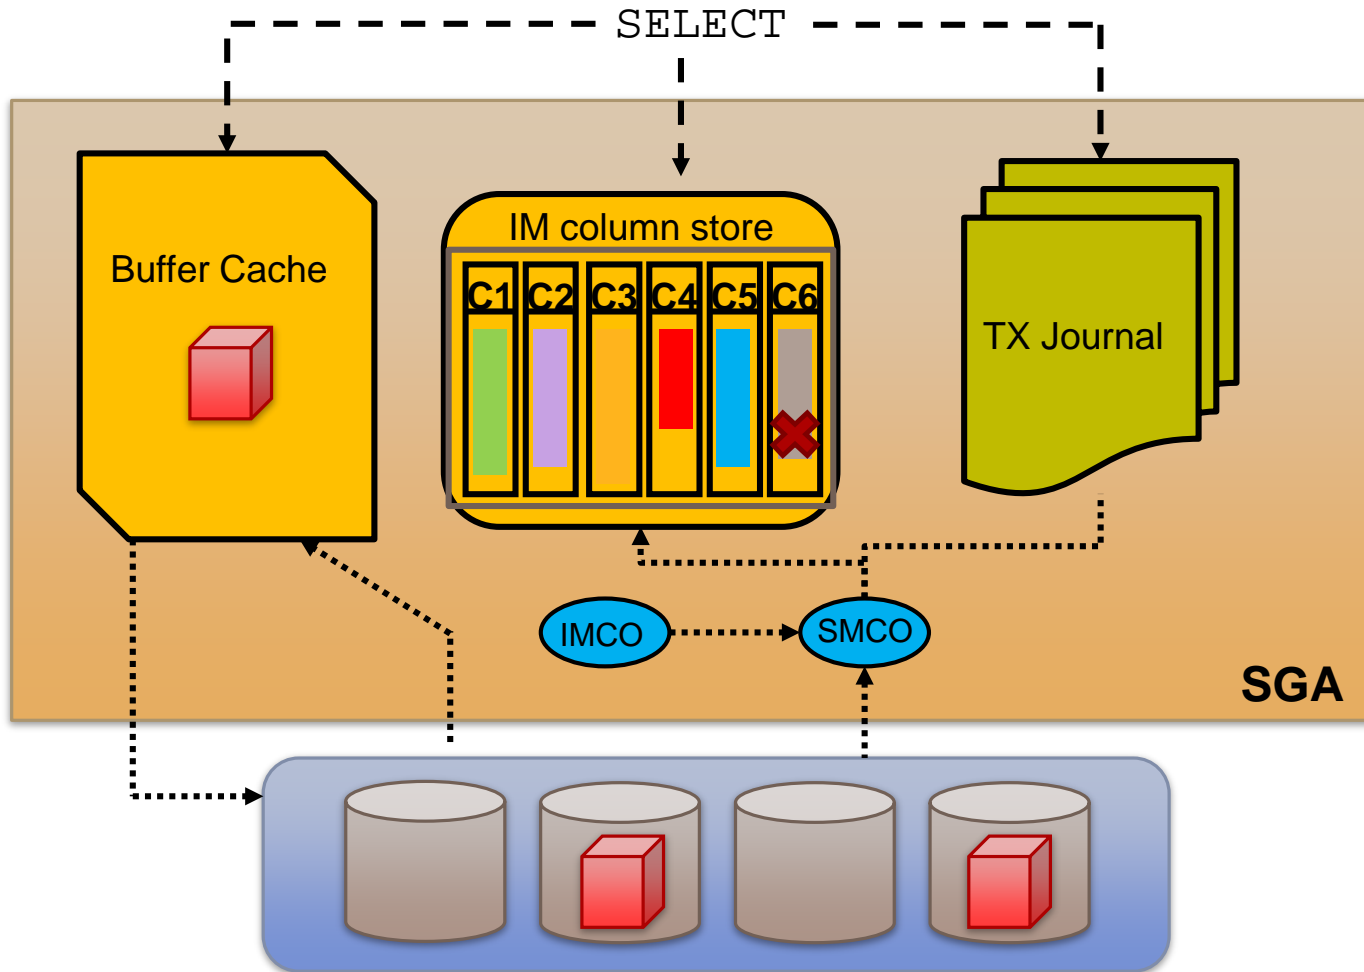 SELECT
Buffer Cache
IM column store
C1 C2 C3 C4 C5 C6
TX Journal
IMCO
SMCO
SGA